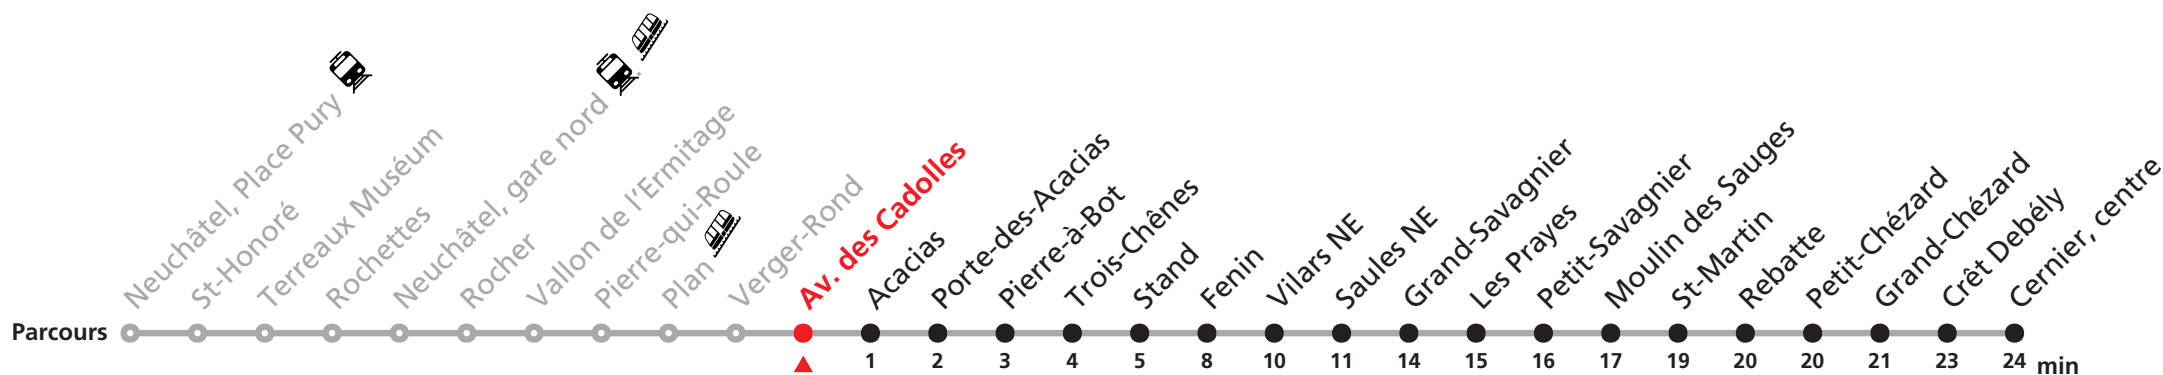 Neuchâtel, Place Pury
St-Honoré
Terreaux Muséum
Rochettes
Neuchâtel, gare nord
Rocher
Vallon de l'Ermitage
Pierre-qui-Roule
Plan
Verger-Rond
Av. des Cadolles
Acacias
Porte-des-Acacias
Pierre-à-Bot
Trois-Chênes
Stand
Fenin
Vilars NE
Saules NE
Grand-Savagnier
Les Prayes
Petit-Savagnier
Moulin des Sauges
St-Martin
Rebatte
Petit-Chézard
Grand-Chézard
Crêt Debély
Cernier, centre
Parcours
1 2 3 4 5 8 10 11 14 15 16 17 19 20 20 21 23 24 min